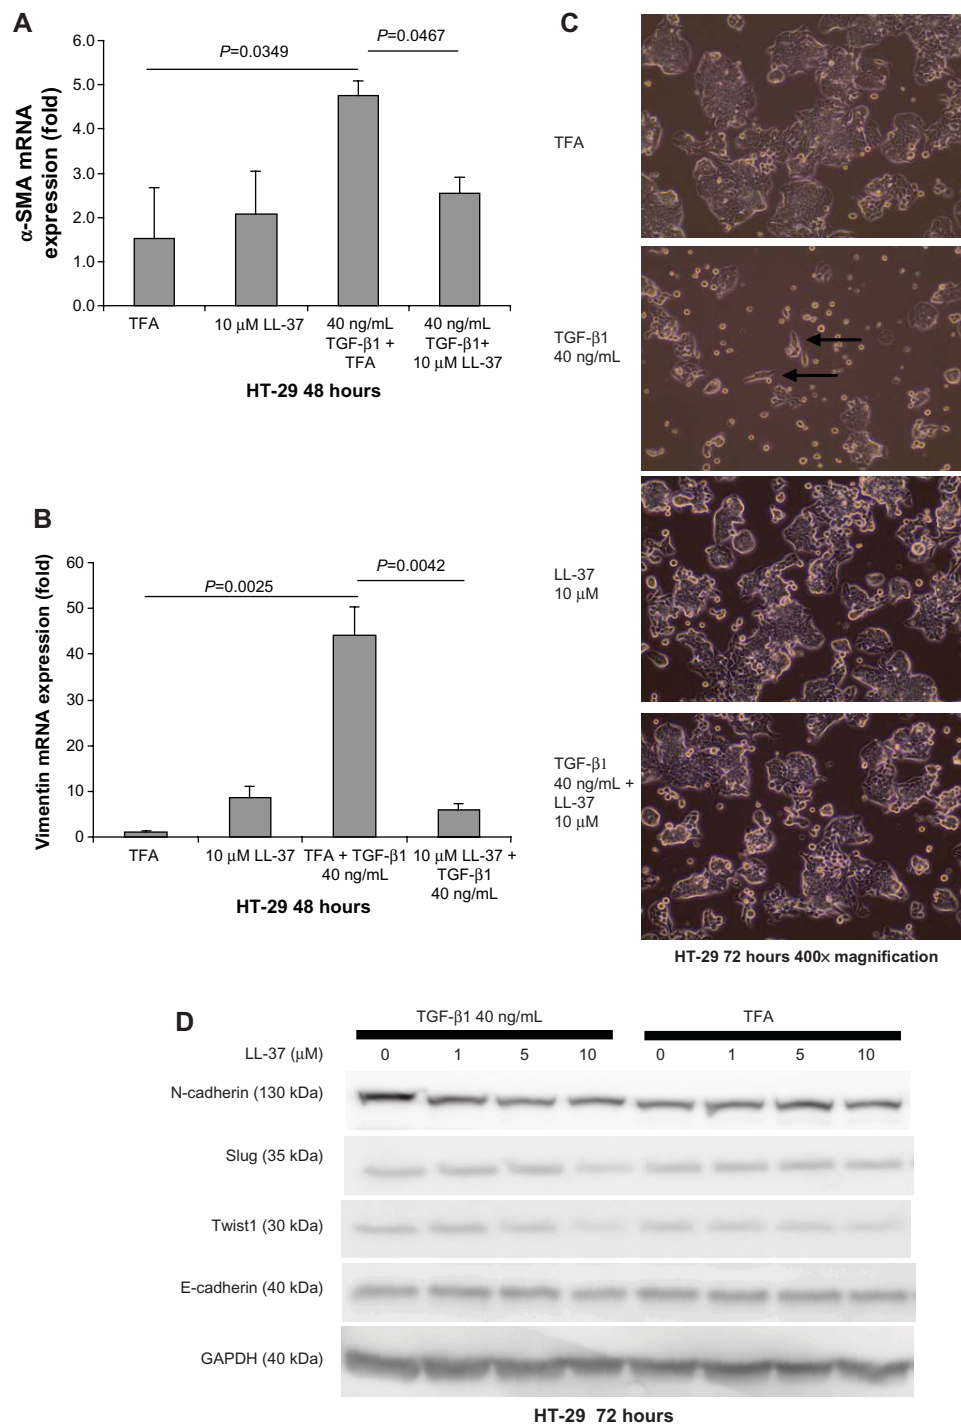 A
α-SMA mRNA
expression (fold)
6.0
5.0
4.0
3.0
2.0
1.0
0.0
P=0.0349
P=0.0467
TFA
10 μM LL-37
40 ng/mL
TGF-β1 +
TFA
40 ng/mL
TGF-β1+
10 μM LL-37
HT-29 48 hours
B
Vimentin mRNA expression (fold)
60
50
40
30
20
10
0
P=0.0025
P=0.0042
TFA
10 μM LL-37
TFA + TGF-β1
40 ng/mL
10 μM LL-37 +
TGF-β1
40 ng/mL
HT-29 48 hours
C
TFA
TGF-β1
40 ng/mL
LL-37
10 μM
TGF-β1
40 ng/mL +
LL-37
10 μM
HT-29 72 hours 400× magnification
D
TGF-β1 40 ng/mL TFA
LL-37 (μM) 0 1 5 10 0 1 5 10
N-cadherin (130 kDa)
Slug (35 kDa)
Twist1 (30 kDa)
E-cadherin (40 kDa)
GAPDH (40 kDa)
HT-29 72 hours